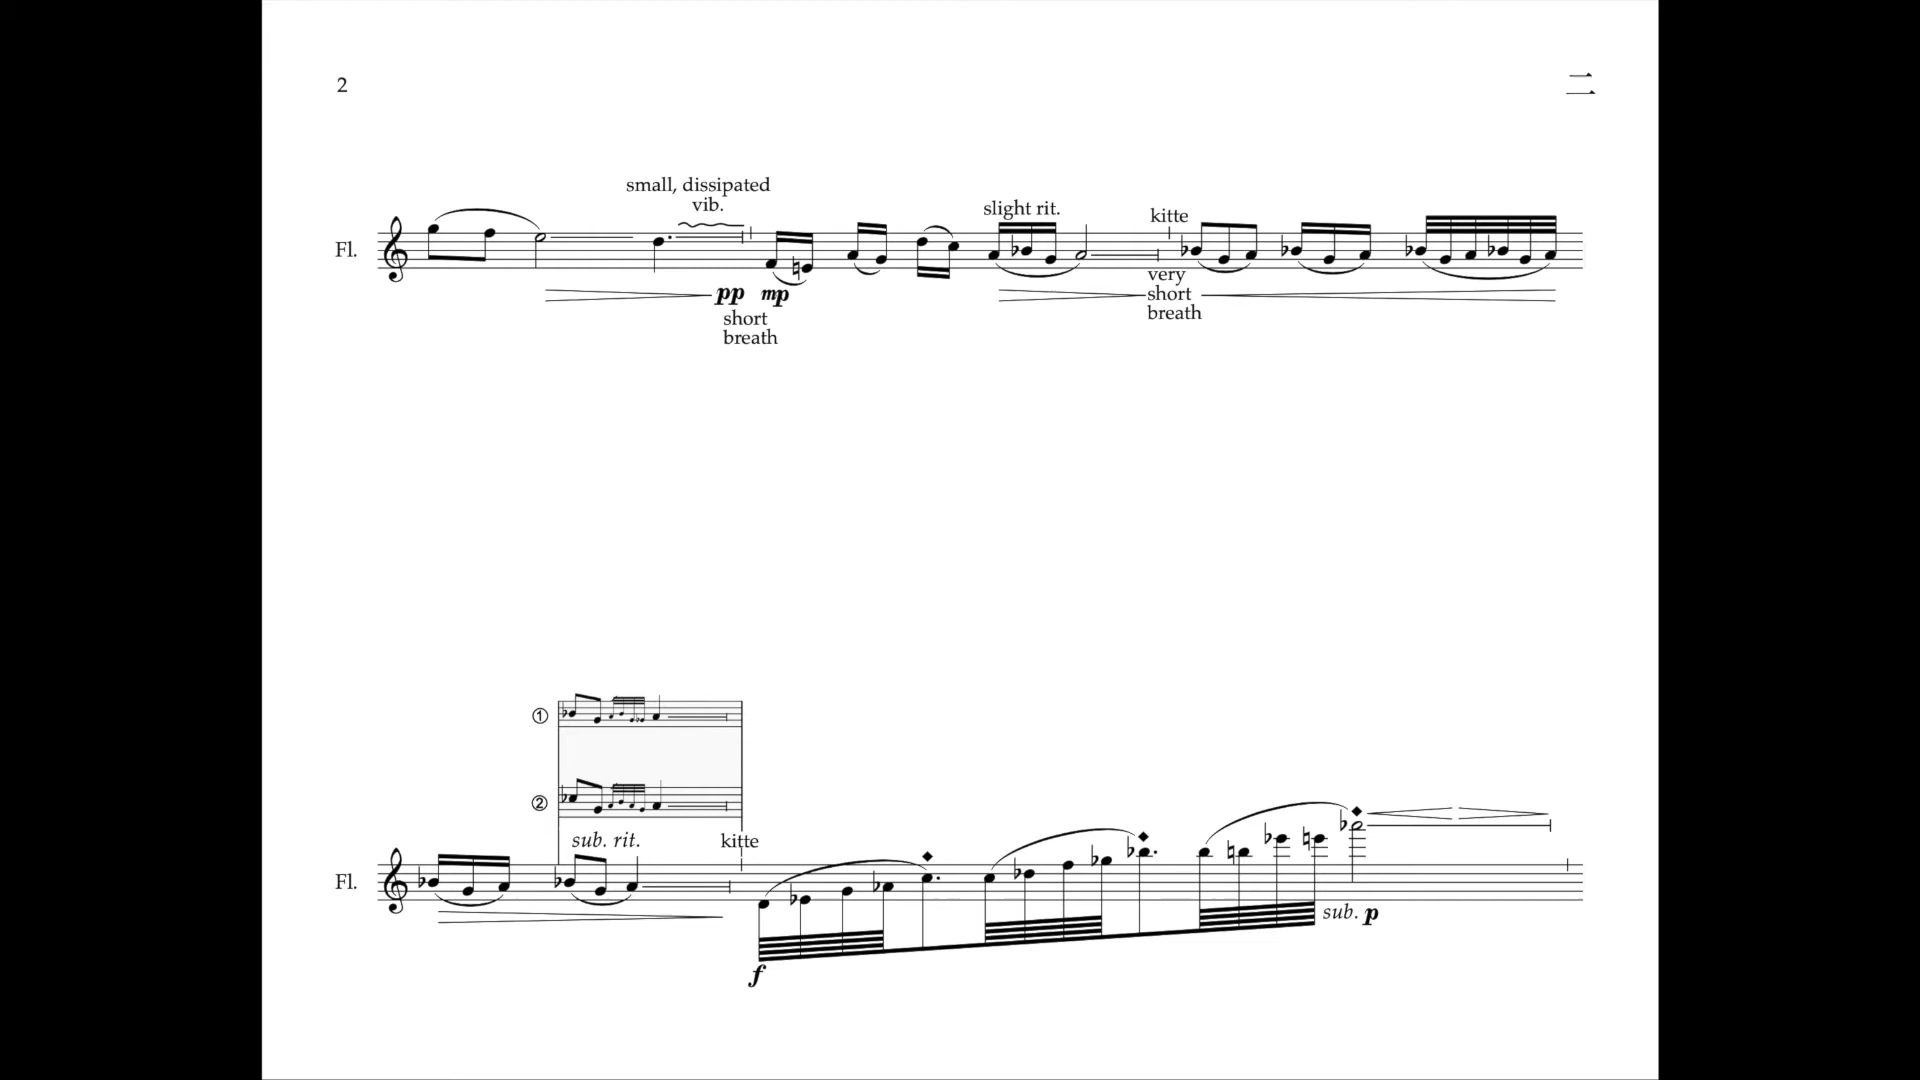 2
二
small, dissipated
vib.
slight rit.
kitte
Fl.
pp mp
very
short
breath
short
breath
①
②
sub. rit.
kitte
Fl.
sub. p
f